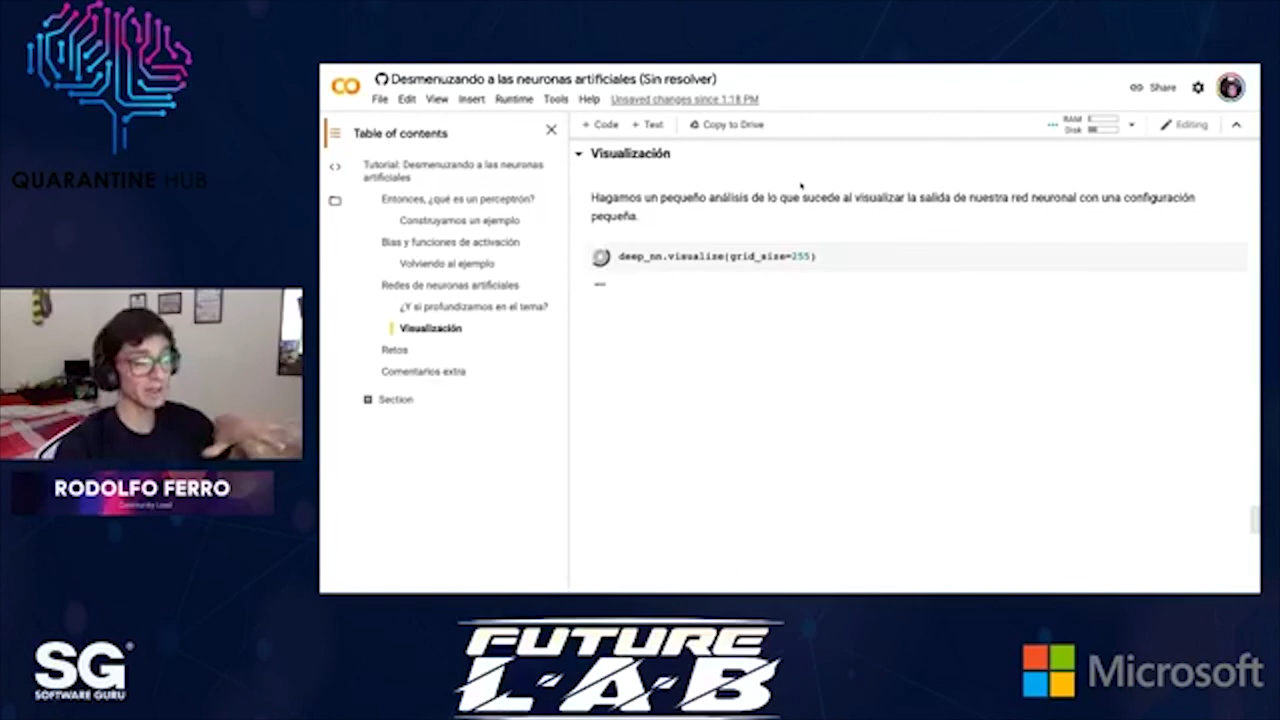 QUARANTINE HUB
Desmenuzando a las neuronas artificiales (Sin resolver)
File Edit View Insert Runtime Tools Help Unsaved changes since 1:18 PM
Share
Table of contents
+ Code + Text Copy to Drive
RAM
Disk
Editing
Tutorial: Desmenuzando a las neuronas
artificiales
Entonces, ¿qué es un perceptrón?
Construyamos un ejemplo
Bias y funciones de activación
Volviendo al ejemplo
Redes de neuronas artificiales
¿Y si profundizamos en el tema?
Visualización
Retos
Comentarios extra
Section
Visualización
Hagamos un pequeño análisis de lo que sucede al visualizar la salida de nuestra red neuronal con una configuración
pequeña.
deep_nn.visualize(grid_size=255)
RODOLFO FERRO
Community Lead
SG
SOFTWARE GURU
FUTURE
L·A·B
Microsoft